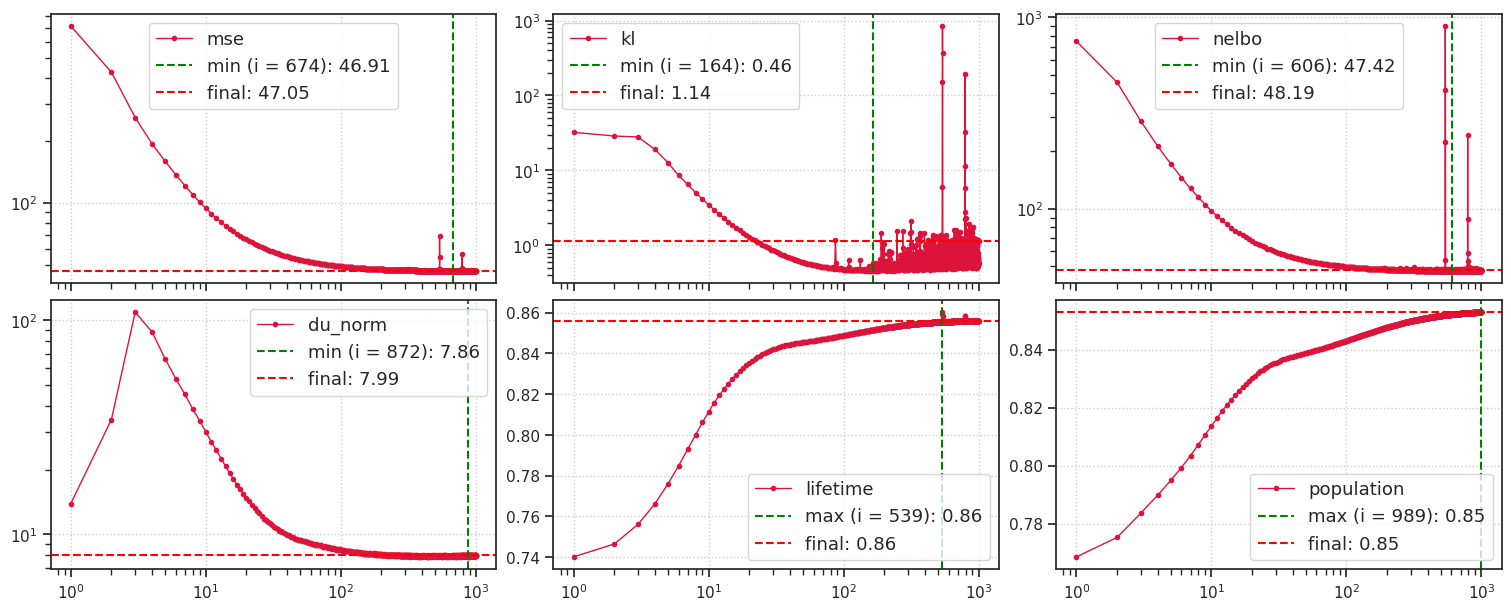 mse
min (i = 674): 46.91
final: 47.05
10²
kl
min (i = 164): 0.46
final: 1.14
10³
10²
10¹
10⁰
nelbo
min (i = 606): 47.42
final: 48.19
10³
10²
du_norm
min (i = 872): 7.86
final: 7.99
10²
10¹
10⁰ 10¹ 10² 10³
0.86
0.84
0.82
0.80
0.78
0.76
0.74
lifetime
max (i = 539): 0.86
final: 0.86
10⁰ 10¹ 10² 10³
0.84
0.82
0.80
0.78
population
max (i = 989): 0.85
final: 0.85
10⁰ 10¹ 10² 10³